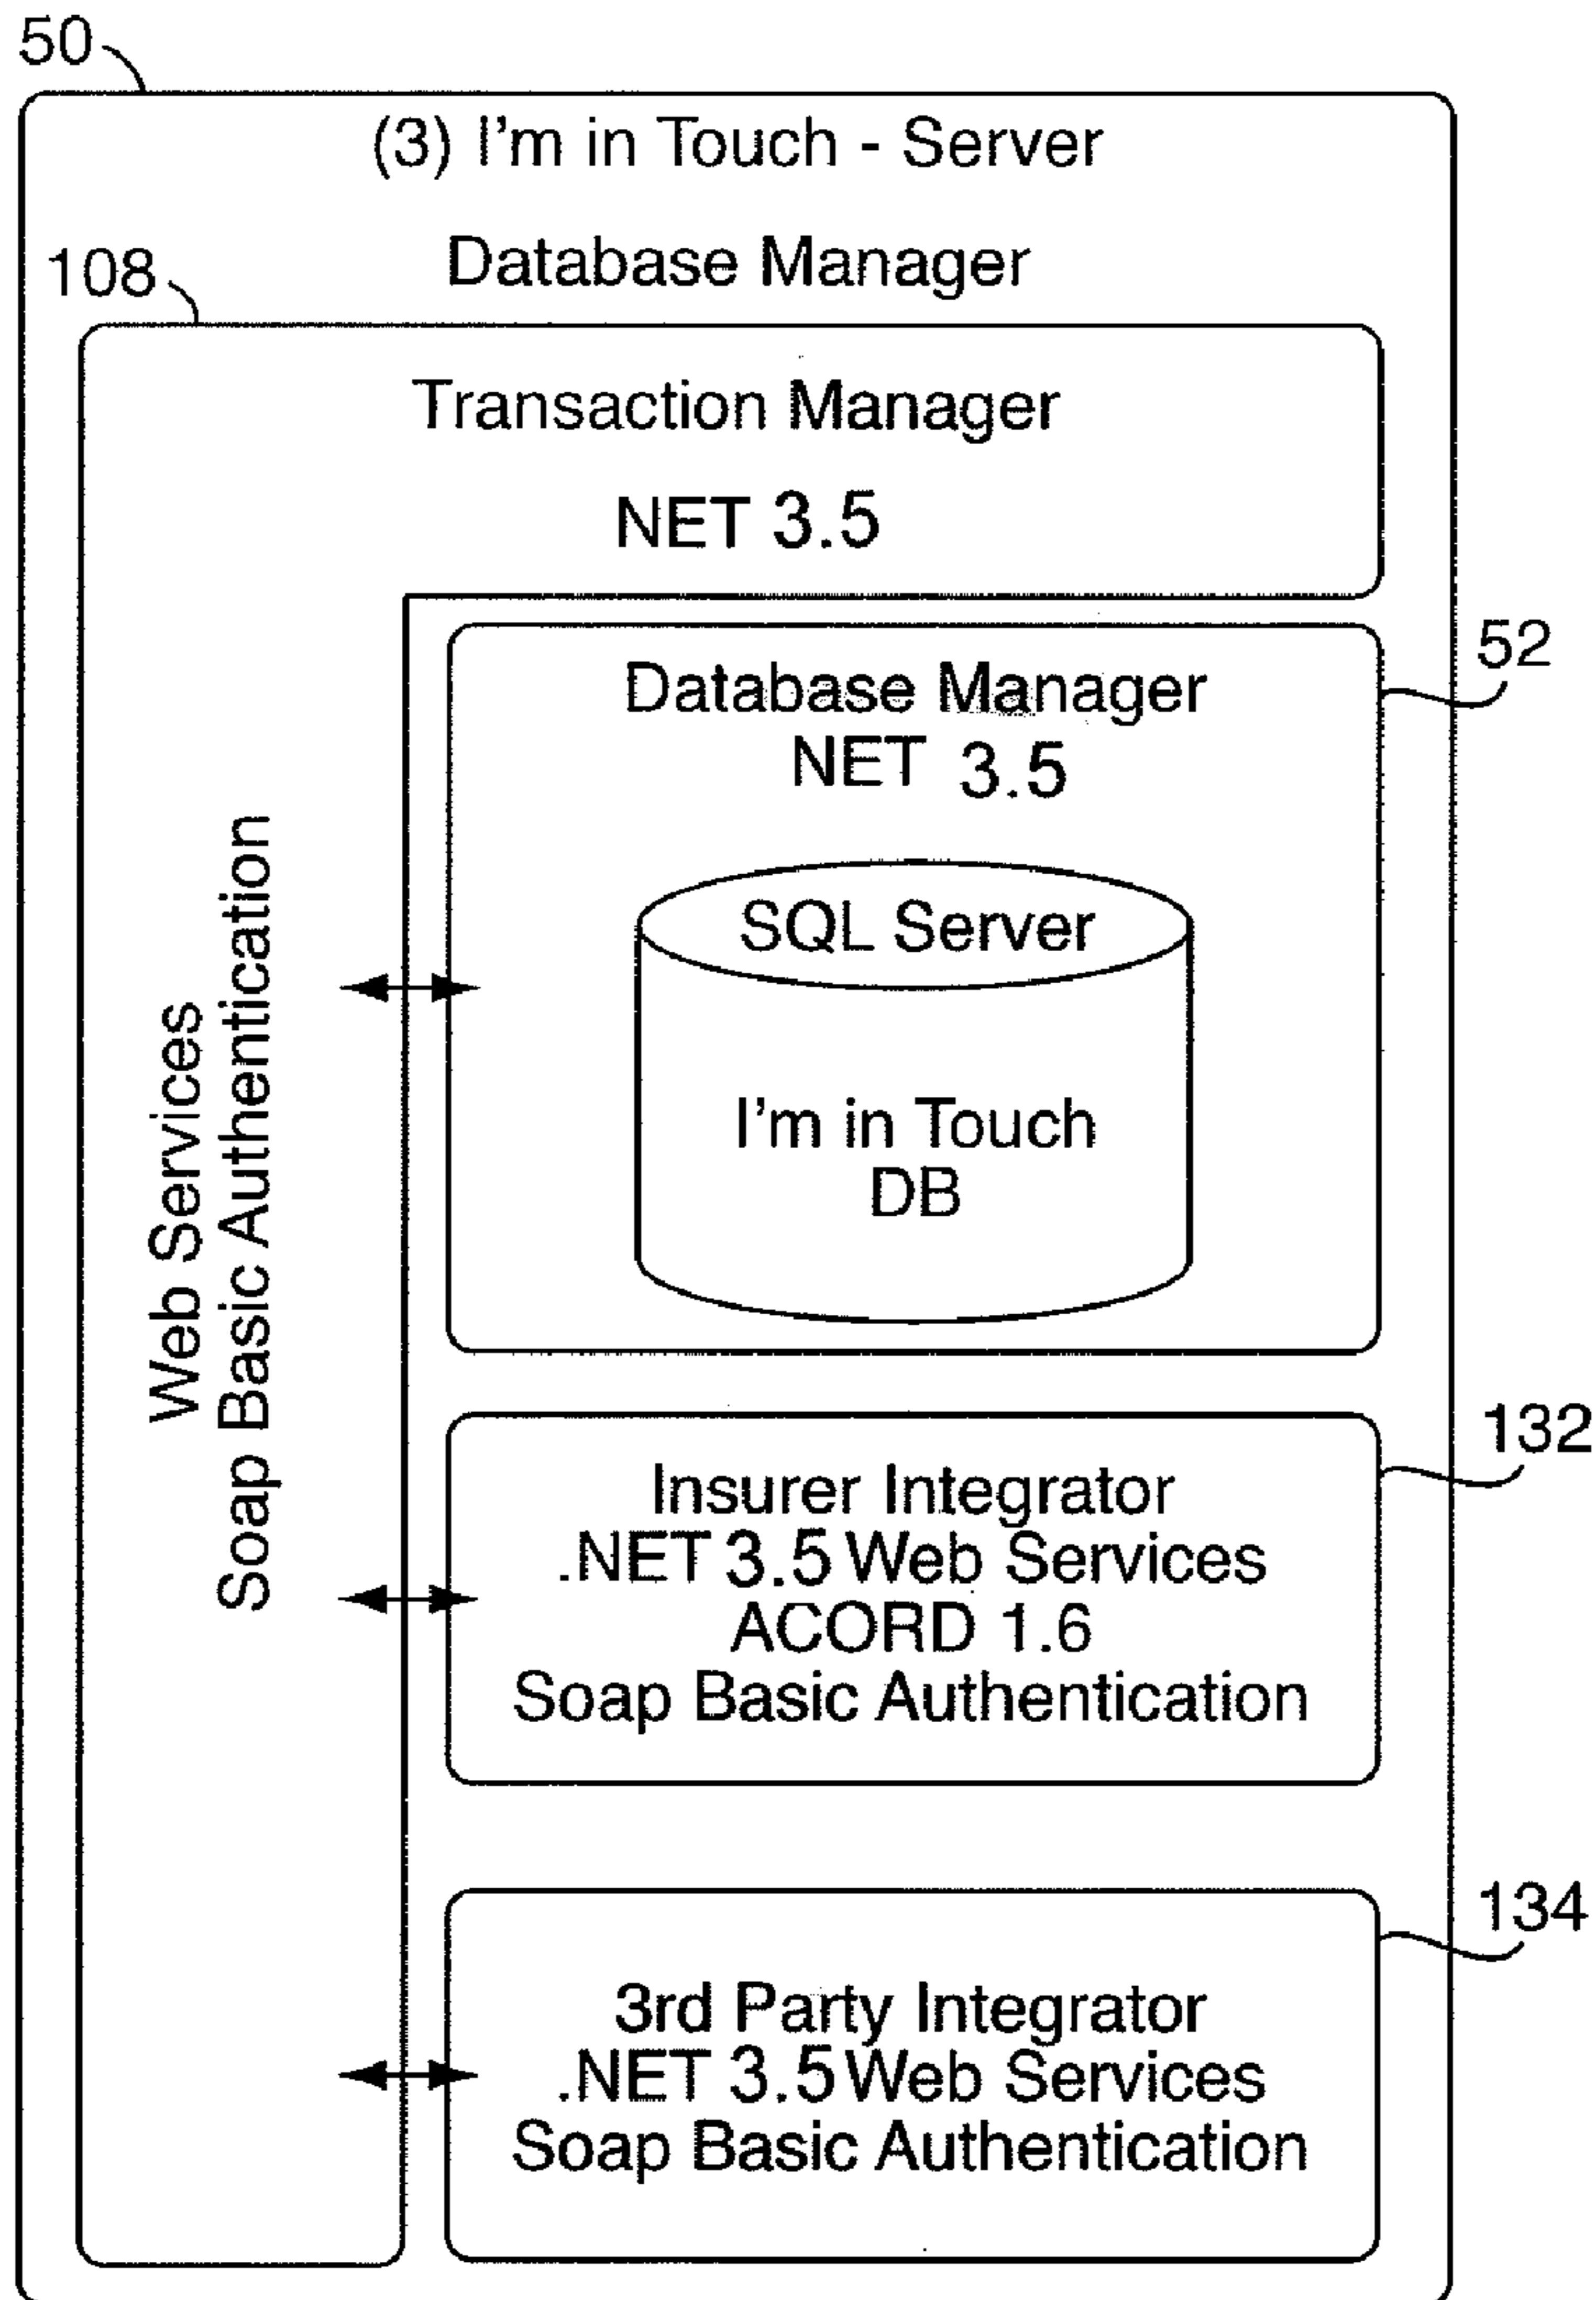 50
(3) I'm in Touch - Server
Database Manager
108
Transaction Manager
NET 3.5
52
Database Manager
NET 3.5
SQL Server
I'm in Touch
DB
Web Services
Soap Basic Authentication
132
Insurer Integrator
.NET 3.5 Web Services
ACORD 1.6
Soap Basic Authentication
134
3rd Party Integrator
.NET 3.5 Web Services
Soap Basic Authentication